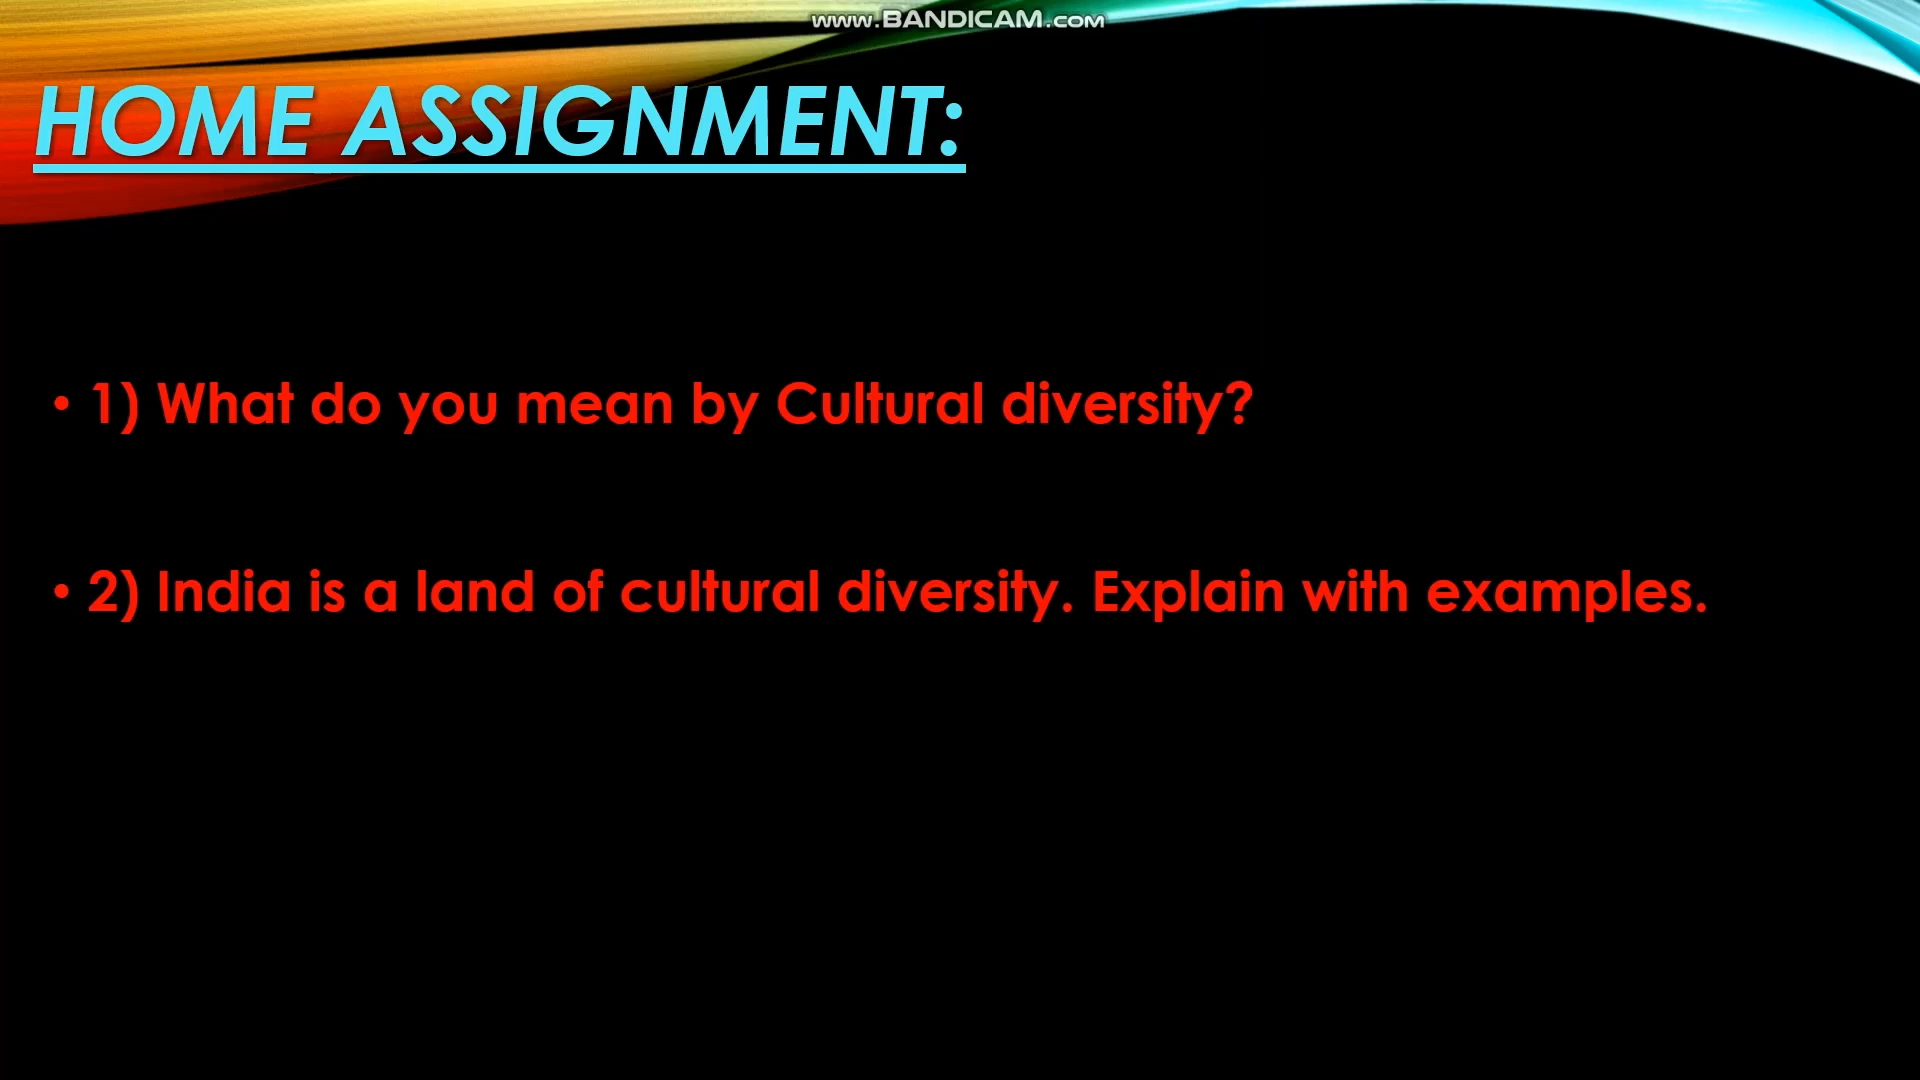 www.BANDICAM.com
HOME ASSIGNMENT:
• 1) What do you mean by Cultural diversity?
• 2) India is a land of cultural diversity. Explain with examples.